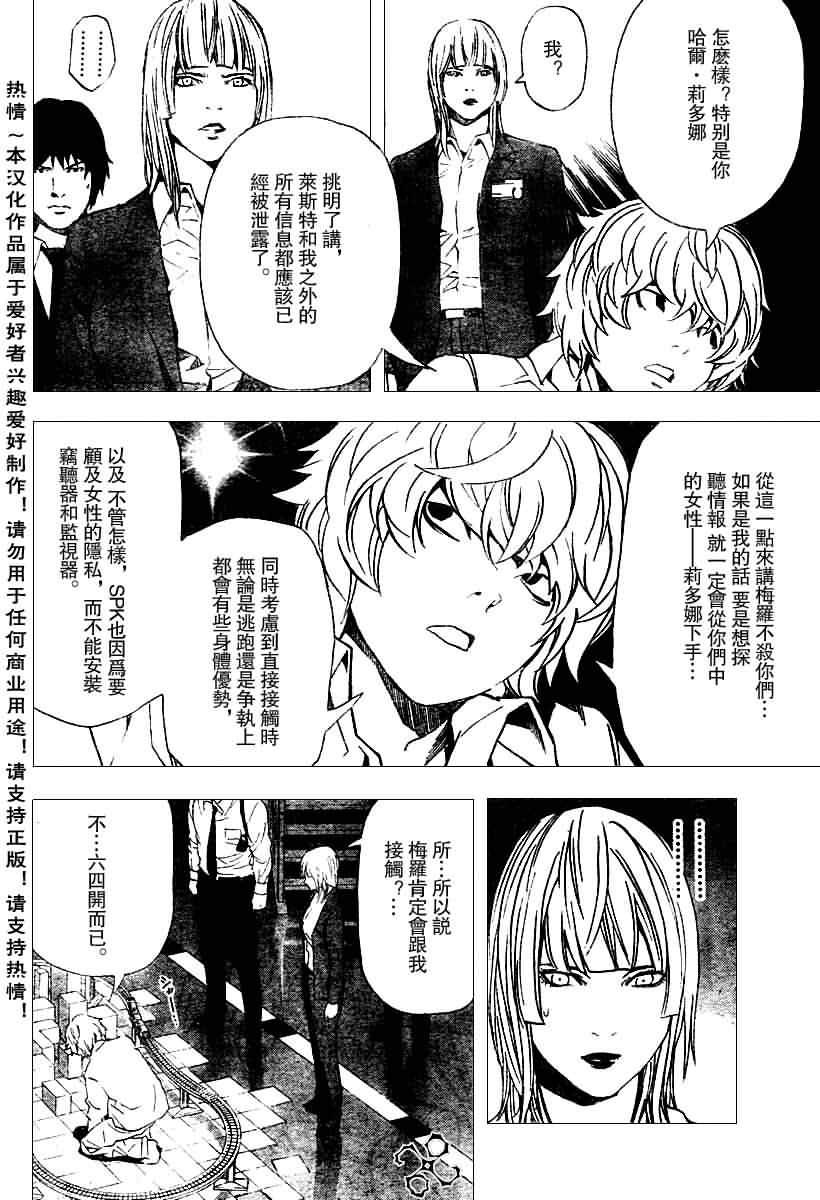 怎麼樣？特别是你
哈爾・莉多娜
我？
挑明了講，
萊斯特和我之外的
所有信息都應該已
經被泄露了。
…………
從這一點來講梅羅不殺你們…
如果是我的話 要是想探
聽情報 就一定會從你們中
的女性——莉多娜下手…
同時考慮到直接接觸時
無論是逃跑還是争執上
都會有些身體優勢，
以及 不管怎樣，SPK也因爲要
顧及女性的隱私，而不能安裝
竊聽器和監視器。
…………
所…所以説
梅羅肯定會跟我
接觸？…
不…六四開而已。
热情～本汉化作品属于爱好者兴趣爱好制作！请勿用于任何商业用途！请支持正版！请支持热情！